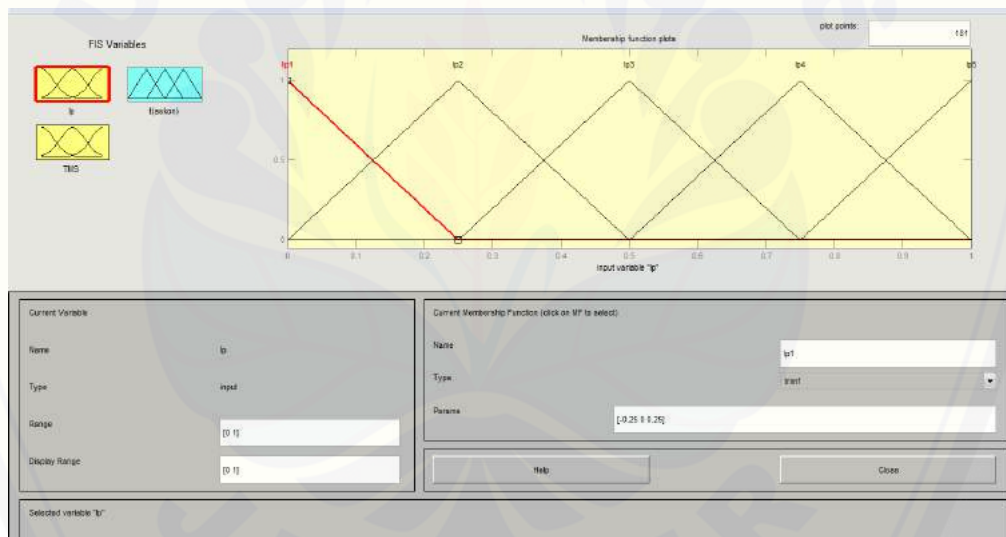 FIS Variables
Ip
t(sekon)
TMS
Membership function plots
plot points:
181
Ip1
Ip2
Ip3
Ip4
Ip5
1
0.5
0
0
0.1
0.2
0.3
0.4
0.5
0.6
0.7
0.8
0.9
1
input variable "Ip"
Current Variable
Name
Ip
Type
input
Range
[0 1]
Display Range
[0 1]
Current Membership Function (click on MF to select)
Name
Ip1
Type
trimf
Params
[-0.25 0 0.25]
Help
Close
Selected variable "Ip"